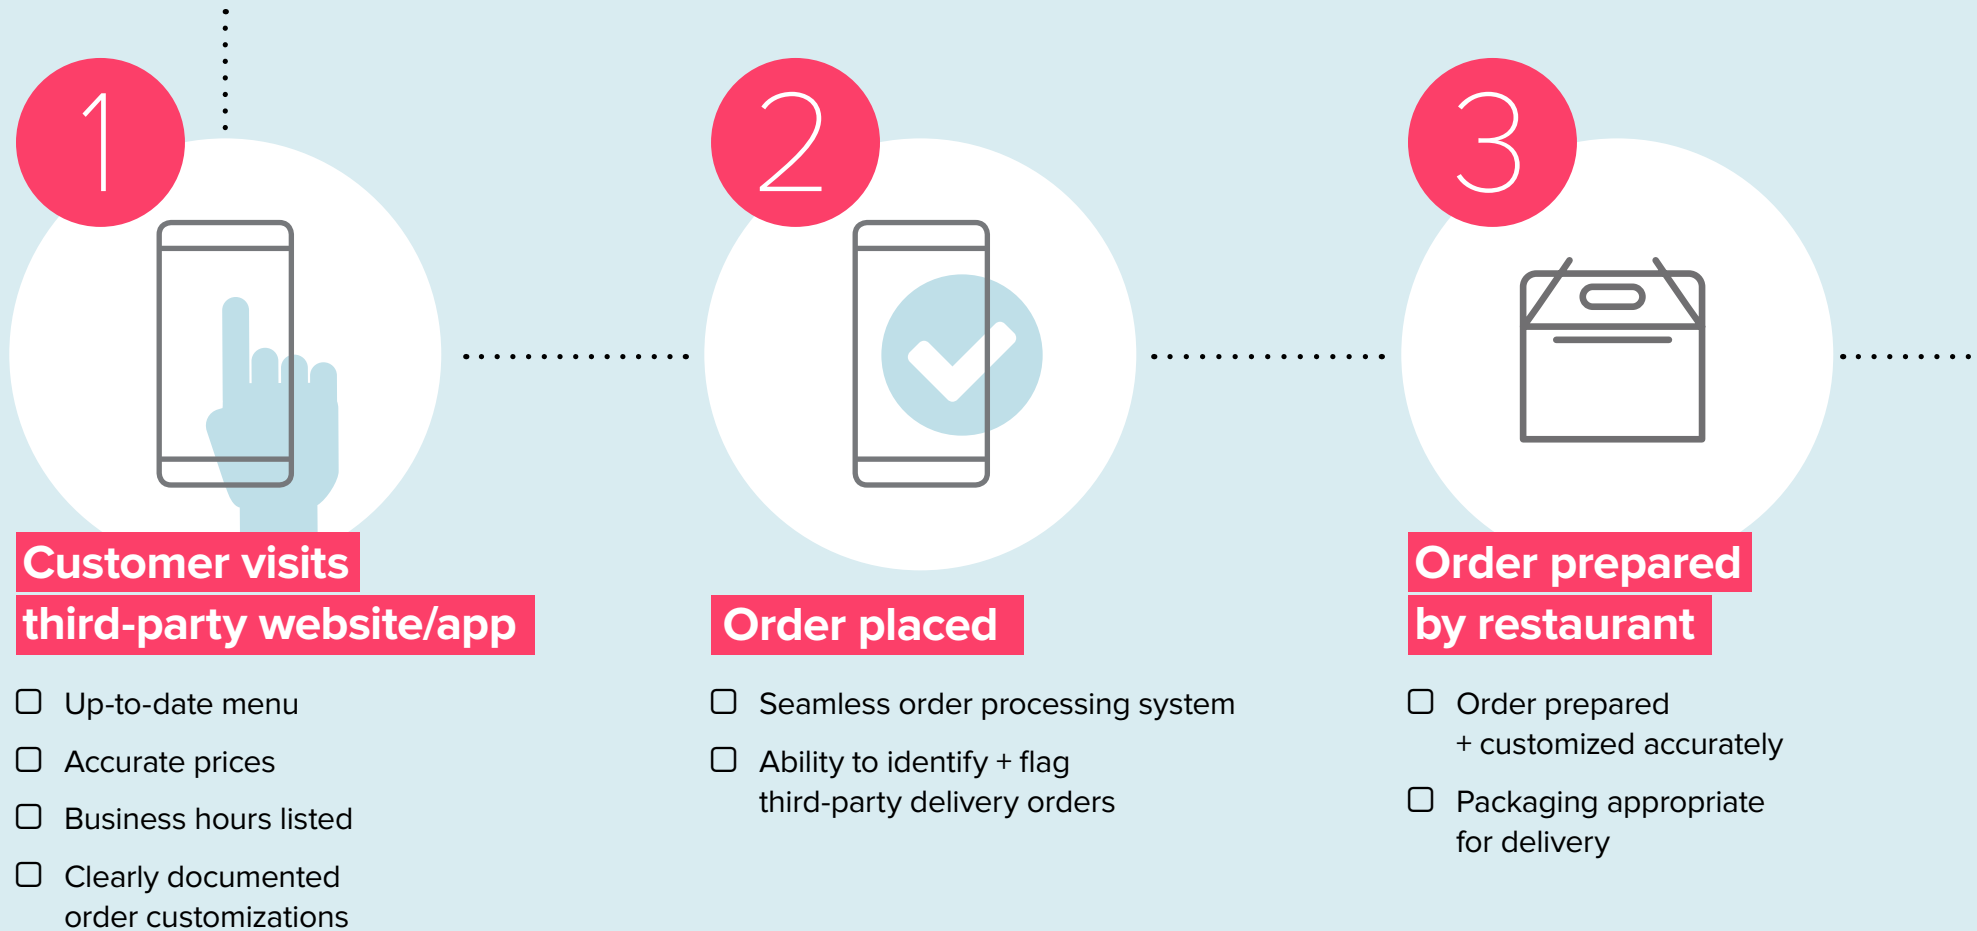 1
Customer visits
third-party website/app
Up-to-date menu
Accurate prices
Business hours listed
Clearly documented
order customizations
2
Order placed
Seamless order processing system
Ability to identify + flag
third-party delivery orders
3
Order prepared
by restaurant
Order prepared
+ customized accurately
Packaging appropriate
for delivery